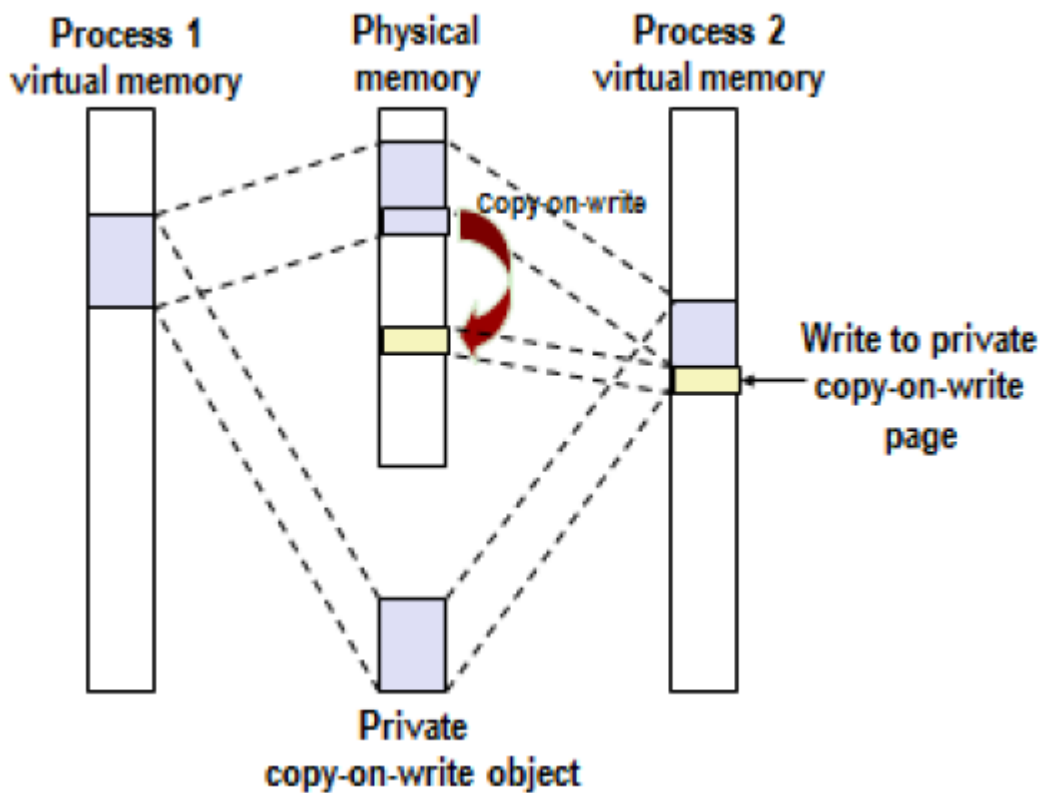 Process 1
virtual memory
Physical
memory
Process 2
virtual memory
Copy-on-write
Write to private
copy-on-write
page
Private
copy-on-write object